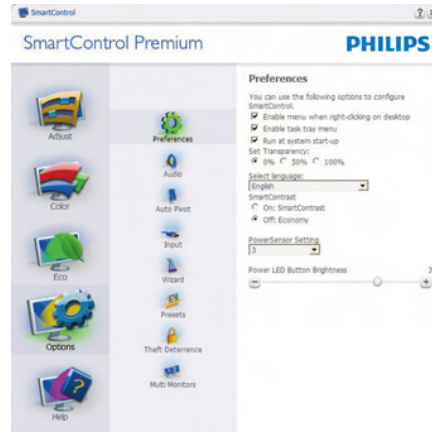 SmartControl
SmartControl Premium
PHILIPS
Adjust
Color
Eco
Options
Help
Preferences
Audio
Auto Pivot
Input
Wizard
Presets
Theft Deterrence
Multi Monitors
Preferences
You can use the following options to configure
SmartControl.
Enable menu when right-clicking on desktop
Enable task tray menu
Run at system start-up
Set Transparency:
0% 50% 100%
Select language:
English
SmartContrast
On: SmartContrast
Off: Economy
PowerSensor Setting
3
Power LED Button Brightness 3